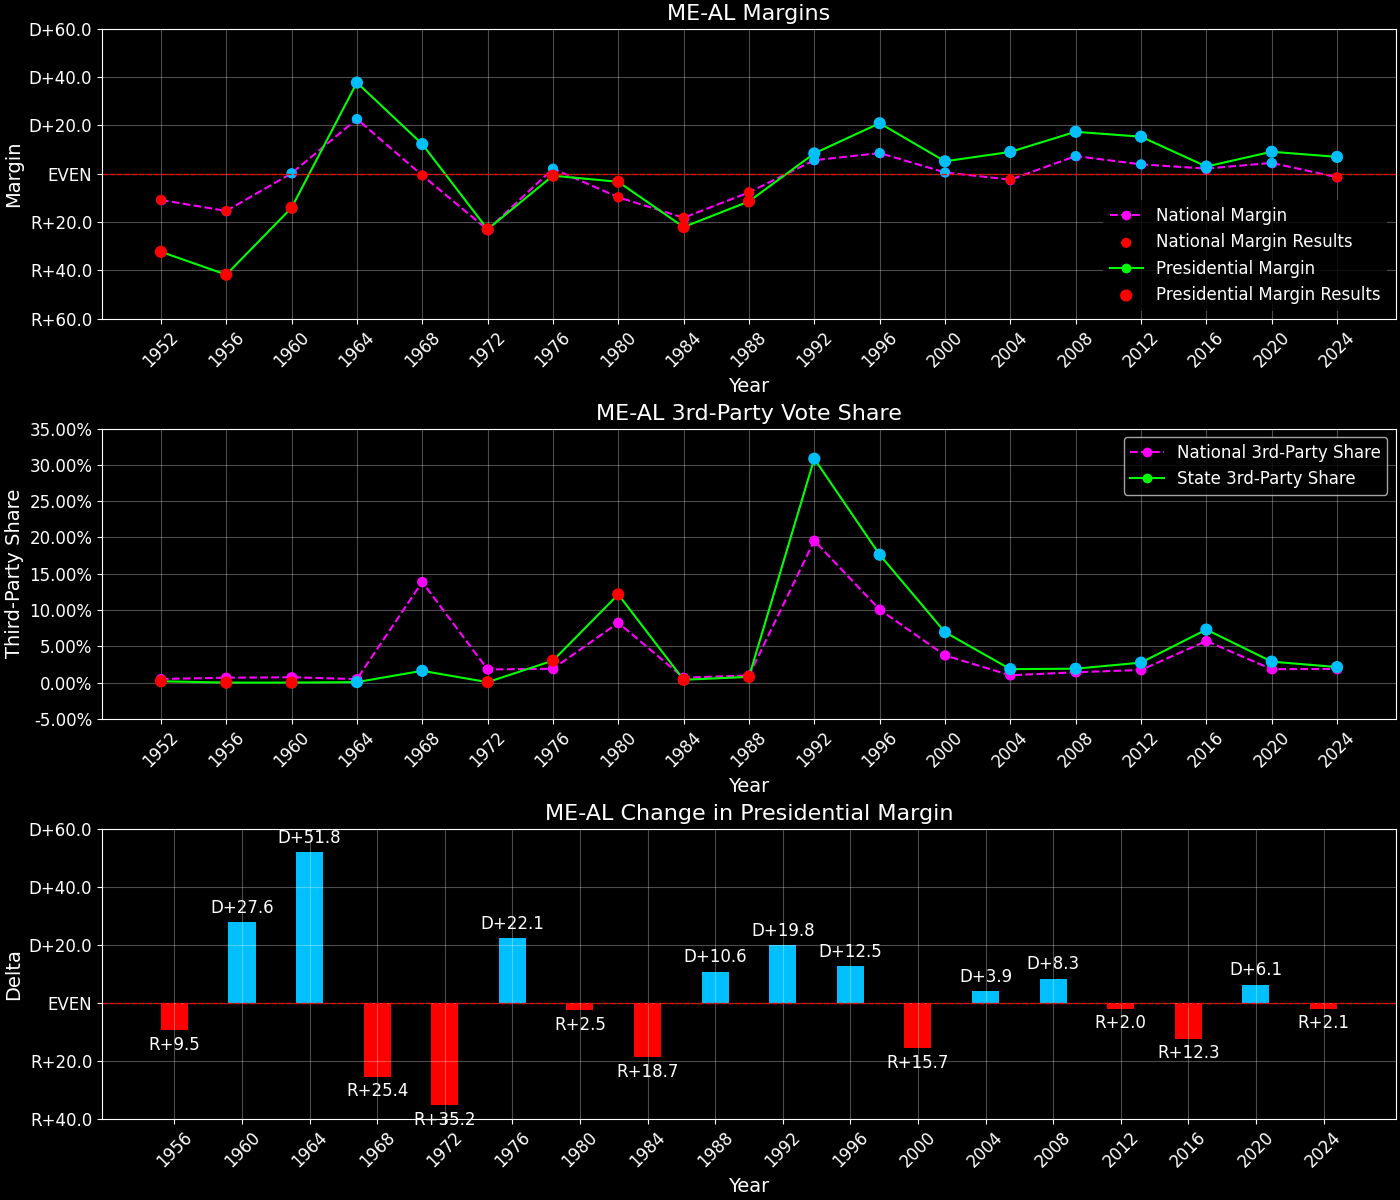 ME-AL Margins
D+60.0
D+40.0
D+20.0
EVEN
R+20.0
R+40.0
R+60.0
Margin
National Margin
National Margin Results
Presidential Margin
Presidential Margin Results
1952 1956 1960 1964 1968 1972 1976 1980 1984 1988 1992 1996 2000 2004 2008 2012 2016 2020 2024
Year
ME-AL 3rd-Party Vote Share
35.00%
30.00%
25.00%
20.00%
15.00%
10.00%
5.00%
0.00%
-5.00%
Third-Party Share
National 3rd-Party Share
State 3rd-Party Share
1952 1956 1960 1964 1968 1972 1976 1980 1984 1988 1992 1996 2000 2004 2008 2012 2016 2020 2024
Year
ME-AL Change in Presidential Margin
D+60.0
D+40.0
D+20.0
EVEN
R+20.0
R+40.0
Delta
R+9.5
D+27.6
D+51.8
R+25.4
R+35.2
D+22.1
R+2.5
R+18.7
D+10.6
D+19.8
D+12.5
R+15.7
D+3.9
D+8.3
R+2.0
R+12.3
D+6.1
R+2.1
1956 1960 1964 1968 1972 1976 1980 1984 1988 1992 1996 2000 2004 2008 2012 2016 2020 2024
Year